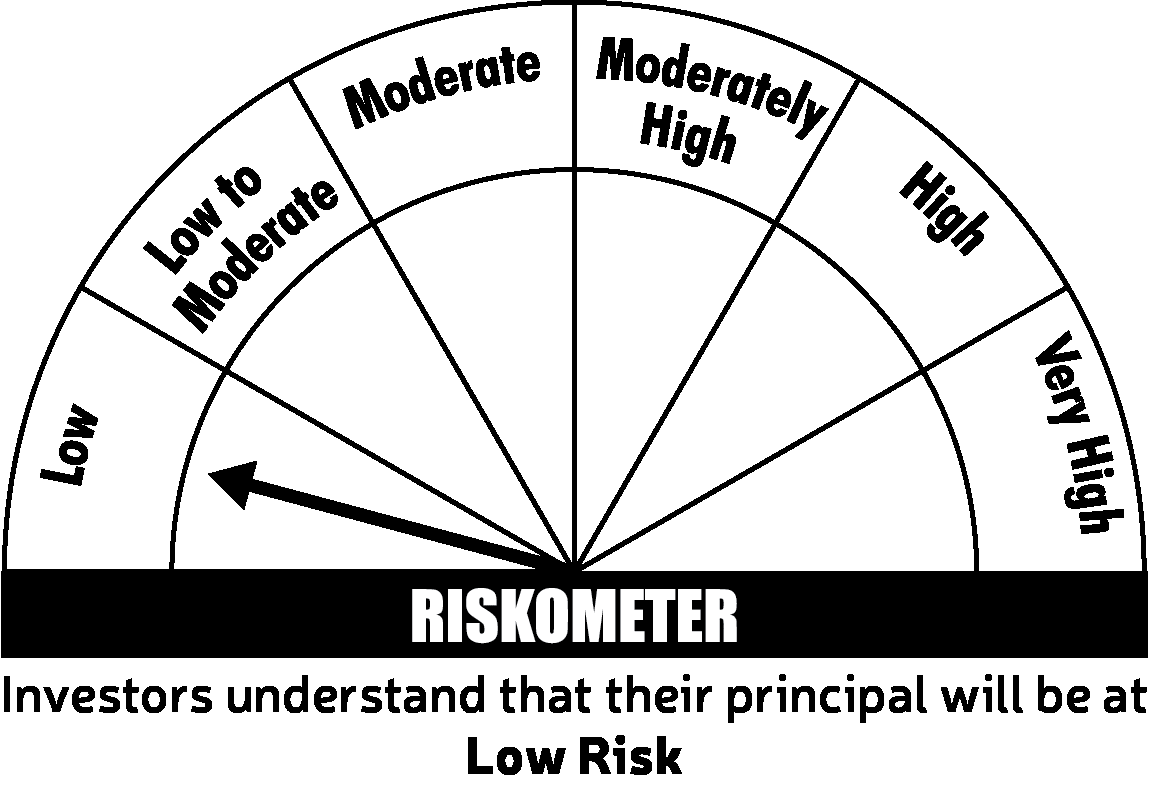 Low
Low to
Moderate
Moderate
Moderately
High
High
Very High
RISKOMETER
Investors understand that their principal will be at
Low Risk